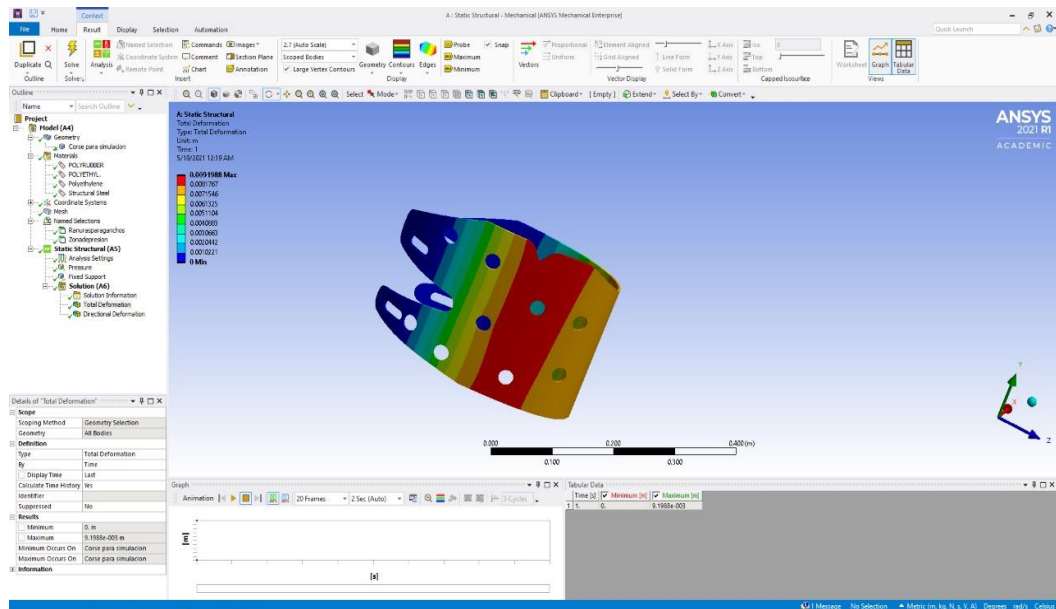 A : Static Structural - Mechanical [ANSYS Mechanical Enterprise]
Context
File Home Result Display Selection Automation
Quick Launch
Named Selection Commands Images 2.7 (Auto Scale) Probe Snap Proportional Element Aligned X Axis Iso 0
Duplicate Q Solve Analysis Coordinate System Comment Section Plane Scoped Bodies Geometry Contours Edges Maximum Vectors Uniform Grid Aligned Line Form Y Axis Top Worksheet Graph Tabular Data
Remote Point Chart Annotation Large Vertex Contours Minimum Solid Form Z Axis Bottom
Outline Solver Insert Display Vector Display Capped Isosurface Views
Outline
Select Mode Clipboard [Empty] Extend Select By Convert
Name Search Outline
Project
Model (A4)
Geometry
Corse para simulacion
Materials
POLYRUBBER
POLYETHYL.
Polyethylene
Structural Steel
Coordinate Systems
Mesh
Named Selections
Ranurasparaganchos
Zonadepresion
Static Structural (A5)
Analysis Settings
Pressure
Fixed Support
Solution (A6)
Solution Information
Total Deformation
Directional Deformation
A: Static Structural
Total Deformation
Type: Total Deformation
Unit: m
Time: 1
5/18/2021 12:19 AM
0.0091988 Max
0.0081767
0.0071546
0.0061325
0.0051104
0.0040883
0.0030663
0.0020442
0.0010221
0 Min
ANSYS
2021 R1
ACADEMIC
Y
X
Z
0.000 0.200 0.400 (m)
0.100 0.300
Details of "Total Deformation"
Scope
Scoping Method Geometry Selection
Geometry All Bodies
Definition
Type Total Deformation
By Time
Display Time Last
Calculate Time History Yes
Identifier
Suppressed No
Results
Minimum 0. m
Maximum 9.1988e-003 m
Minimum Occurs On Corse para simulacion
Maximum Occurs On Corse para simulacion
Information
Graph
Animation 20 Frames 2 Sec (Auto) 3 Cycles
[m]
[s]
Tabular Data
Time [s] Minimum [m] Maximum [m]
1 1. 0. 9.1988e-003
1 Message No Selection Metric (m, kg, N, s, V, A) Degrees rad/s Celsius